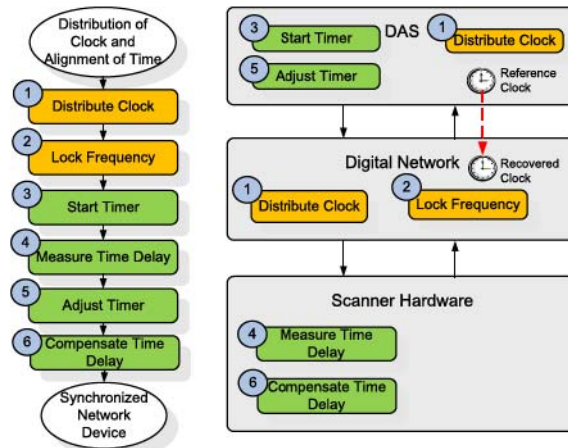 Distribution of
Clock and
Alignment of Time
1
Distribute Clock
2
Lock Frequency
3
Start Timer
4
Measure Time Delay
5
Adjust Timer
6
Compensate Time
Delay
Synchronized
Network
Device
3
Start Timer
DAS
1
Distribute Clock
5
Adjust Timer
Reference
Clock
Digital Network
Recovered
Clock
1
Distribute Clock
2
Lock Frequency
Scanner Hardware
4
Measure Time
Delay
6
Compensate Time
Delay